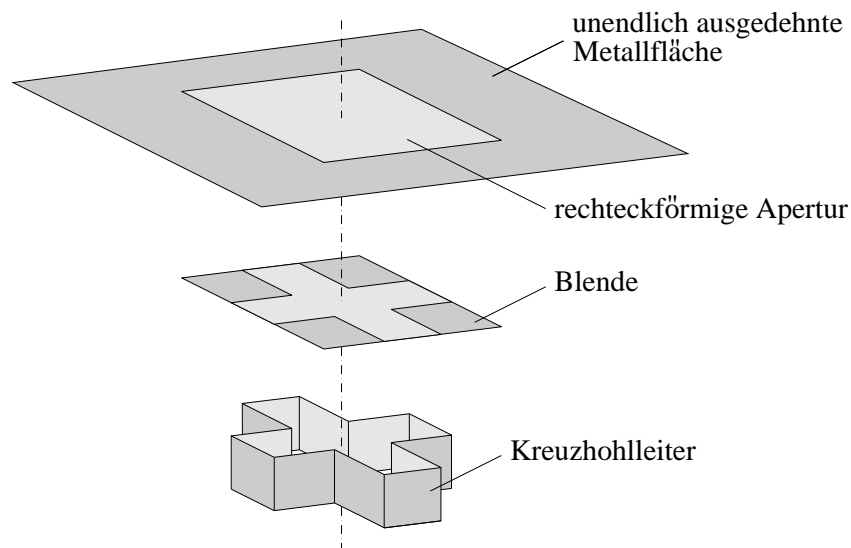 unendlich ausgedehnte
Metallfläche
rechteckförmige Apertur
Blende
Kreuzhohlleiter